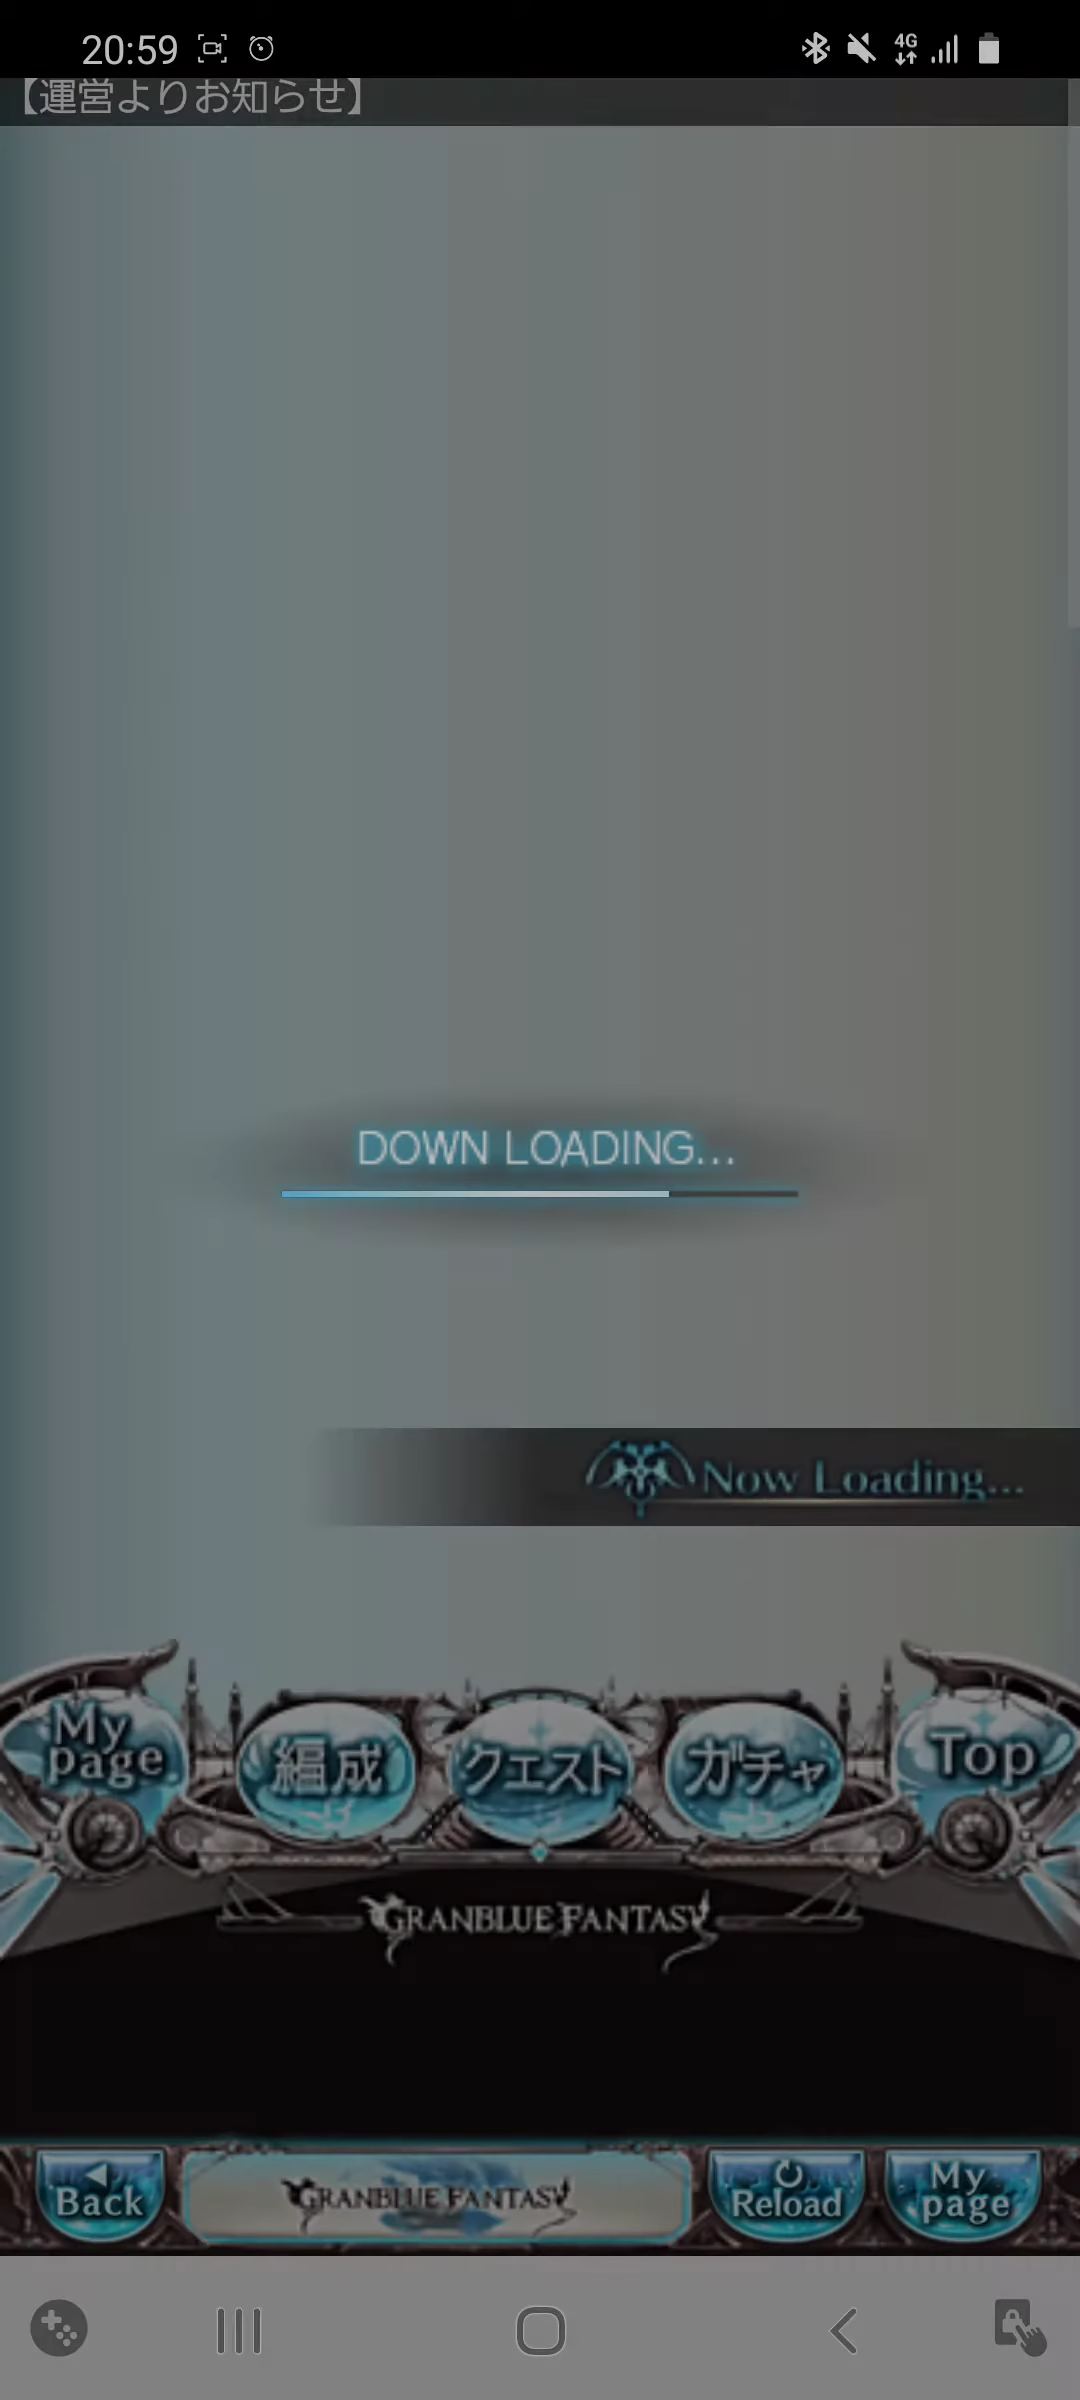 20:59
4G
【運営よりお知らせ】
DOWN LOADING...
Now Loading...
My page
編成
クエスト
ガチャ
Top
GRANBLUE FANTASY
Back
GRANBLUE FANTASY
Reload
My page